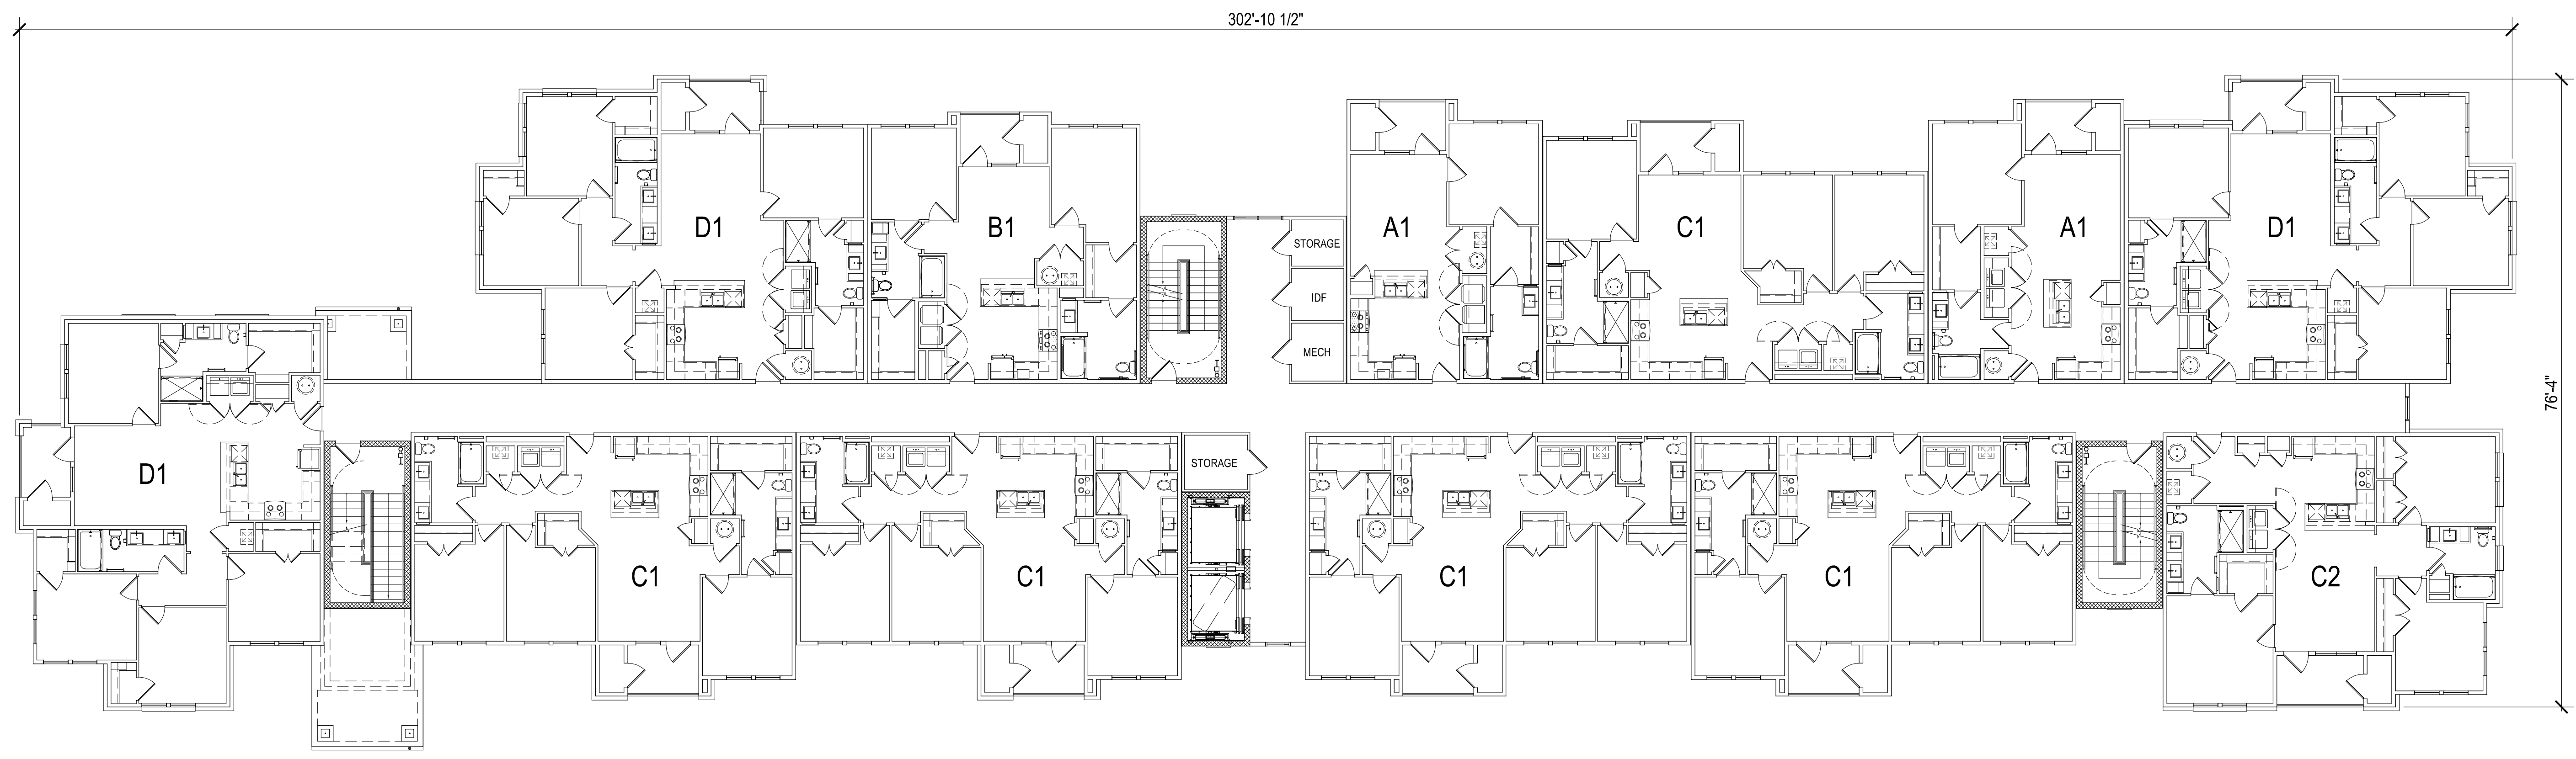 302'-10 1/2"
D1
B1
A1
C1
A1
D1
STORAGE
IDF
MECH
76'-4"
D1
STORAGE
C1
C1
C1
C1
C2